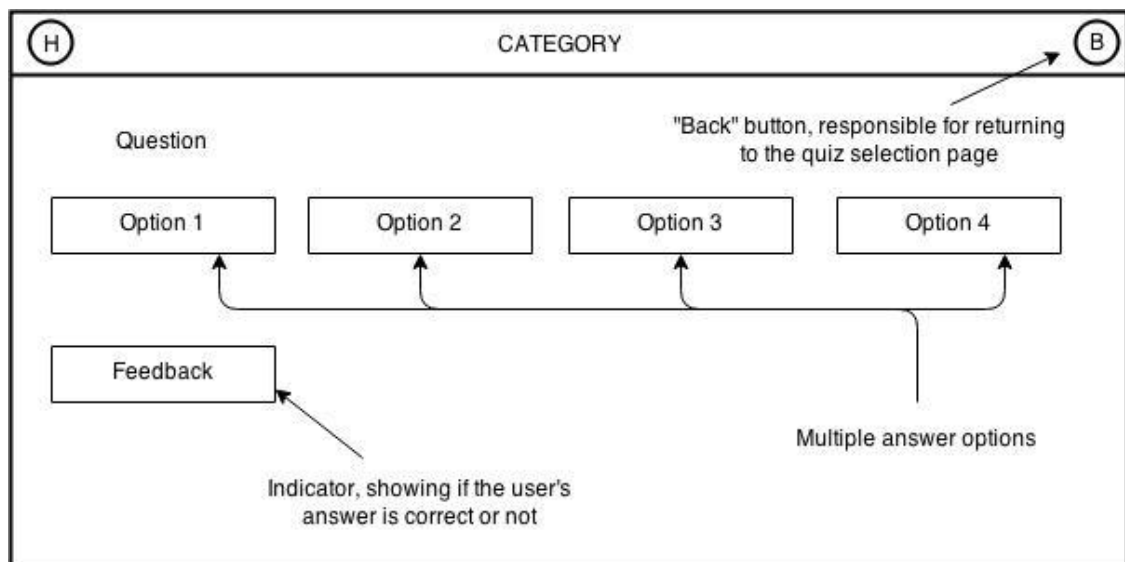 H
CATEGORY
B
Question
"Back" button, responsible for returning
to the quiz selection page
Option 1
Option 2
Option 3
Option 4
Feedback
Multiple answer options
Indicator, showing if the user's
answer is correct or not